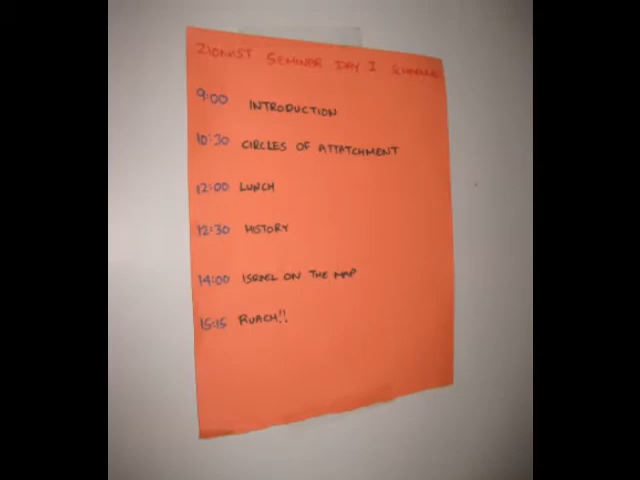 ZIONIST SEMINAR DAY I SCHEDULE
9:00 INTRODUCTION
10:30 CIRCLES OF ATTATCHMENT
12:00 LUNCH
12:30 HISTORY
14:00 ISRAEL ON THE MAP
15:15 RUACH!!